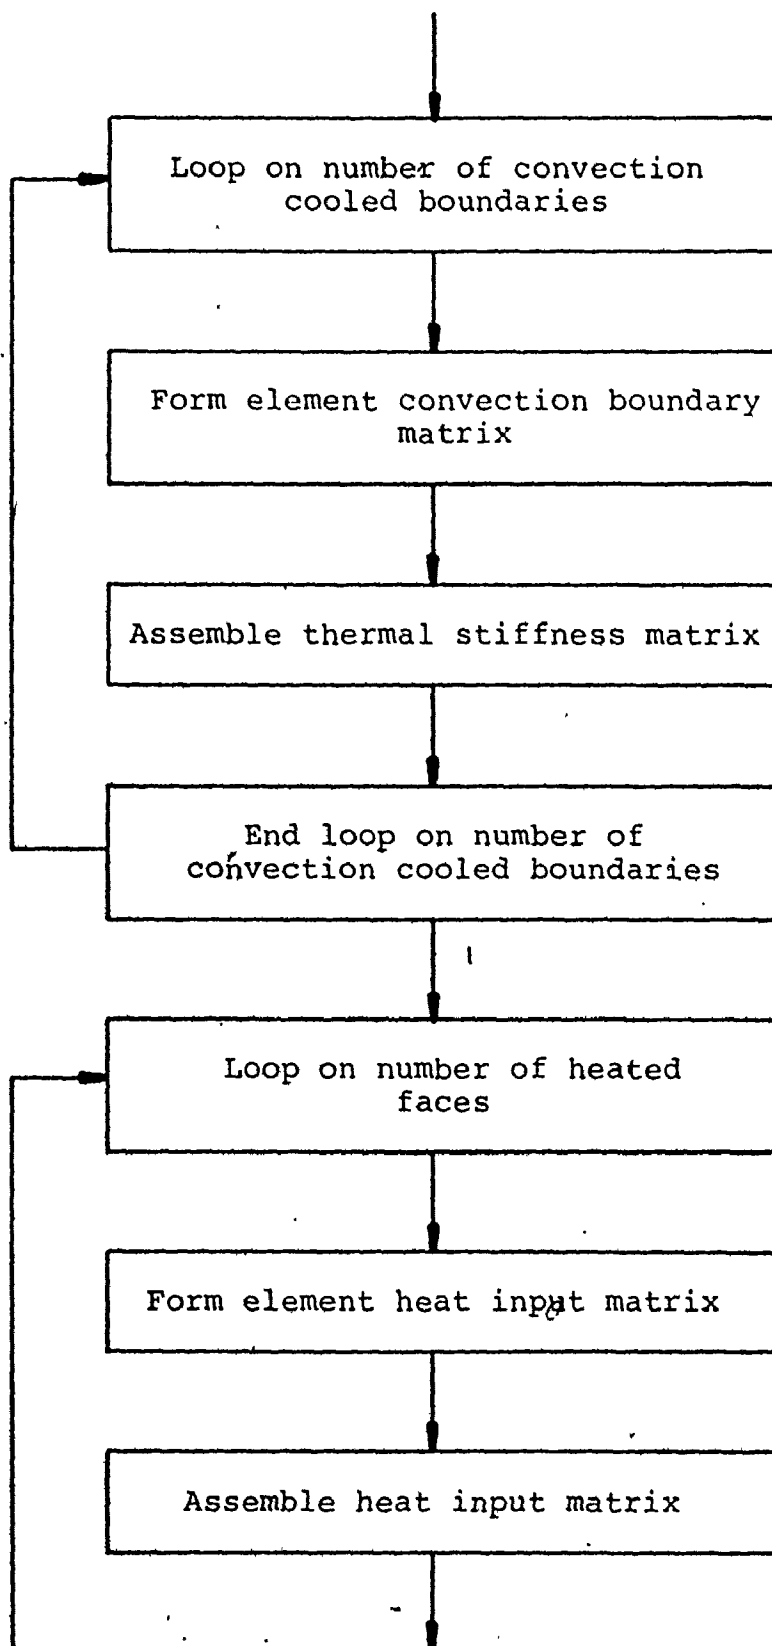 Loop on number of convection
cooled boundaries
Form element convection boundary
matrix
Assemble thermal stiffness matrix
End loop on number of
convection cooled boundaries
Loop on number of heated
faces
Form element heat input matrix
Assemble heat input matrix